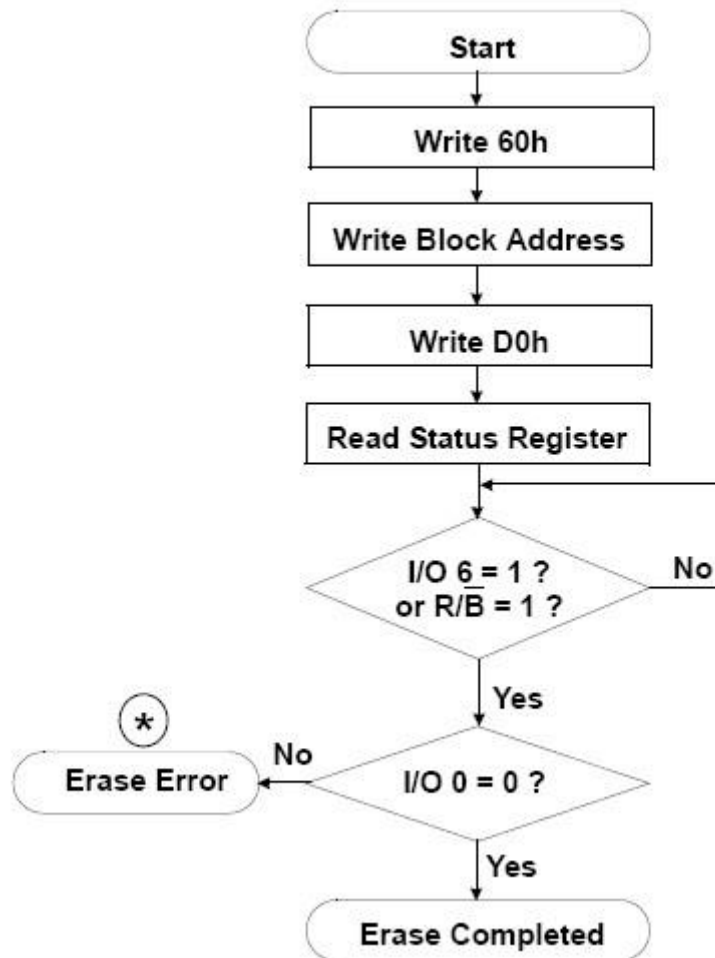 Start
Write 60h
Write Block Address
Write D0h
Read Status Register
I/O 6 = 1 ?
or R/B̅ = 1 ?
No
Yes
*
Erase Error
No
I/O 0 = 0 ?
Yes
Erase Completed